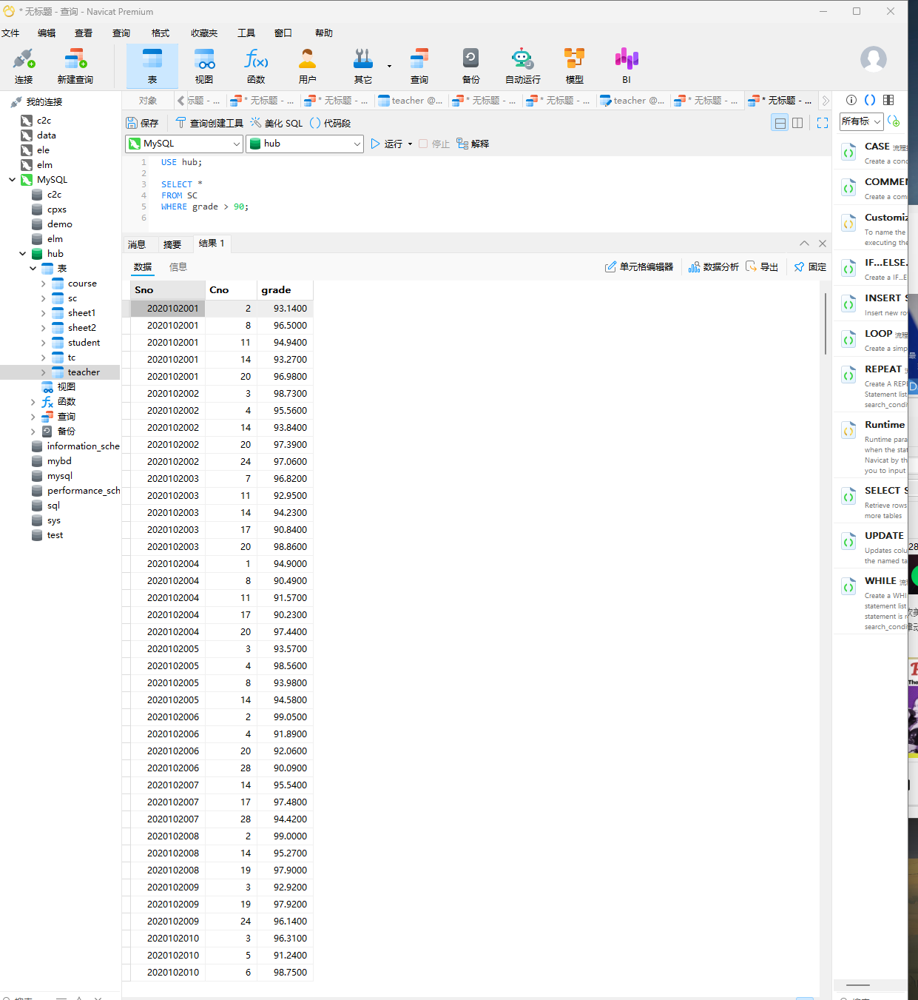 * 无标题 - 查询 - Navicat Premium
文件 编辑 查看 查询 格式 收藏夹 工具 窗口 帮助
连接 新建查询 表 视图 函数 用户 其它 查询 备份 自动运行 模型 BI
我的连接
c2c
data
ele
elm
MySQL
c2c
cpxs
demo
elm
hub
表
course
sc
sheet1
sheet2
student
tc
teacher
视图
函数
查询
备份
information_sche
mybd
mysql
performance_sch
sql
sys
test
对象 标题 - ... * 无标题 - ... * 无标题 - ... teacher @... * 无标题 - ... * 无标题 - ... teacher @... * 无标题 - ... * 无标题 - ...
保存 查询创建工具 美化 SQL () 代码段
MySQL hub 运行 停止 解释
1 USE hub;
2
3 SELECT *
4 FROM SC
5 WHERE grade > 90;
6
消息 摘要 结果 1
数据 信息 单元格编辑器 数据分析 导出 固定
Sno Cno grade
2020102001 2 93.1400
2020102001 8 96.5000
2020102001 11 94.9400
2020102001 14 93.2700
2020102001 20 96.9800
2020102002 3 98.7300
2020102002 4 95.5600
2020102002 14 93.8400
2020102002 20 97.3900
2020102002 24 97.0600
2020102003 7 96.8200
2020102003 11 92.9500
2020102003 14 94.2300
2020102003 17 90.8400
2020102003 20 98.8600
2020102004 1 94.9000
2020102004 8 90.4900
2020102004 11 91.5700
2020102004 17 90.2300
2020102004 20 97.4400
2020102005 3 93.5700
2020102005 4 98.5600
2020102005 8 93.9800
2020102005 14 94.5800
2020102006 2 99.0500
2020102006 4 91.8900
2020102006 20 92.0600
2020102006 28 90.0900
2020102007 14 95.5400
2020102007 17 97.4800
2020102007 28 94.4200
2020102008 2 99.0000
2020102008 14 95.2700
2020102008 19 97.9000
2020102009 3 92.9200
2020102009 19 97.9200
2020102009 24 96.1400
2020102010 3 96.3100
2020102010 5 91.2400
2020102010 6 98.7500
所有标
CASE 流程
Create a con
COMMEN
Create a com
Customiz
To name the
executing the
IF...ELSE.
Create a IF...E
INSERT S
Insert new ro
LOOP 流程
Create a simp
REPEAT
Create A REP
Statement list
search_condi
Runtime
Runtime para
when the stat
Navicat by th
you to input
SELECT S
Retrieve rows
more tables
UPDATE
Updates colu
the named ta
WHILE 流
Create a WHI
statement list
statement is r
search_condi
28